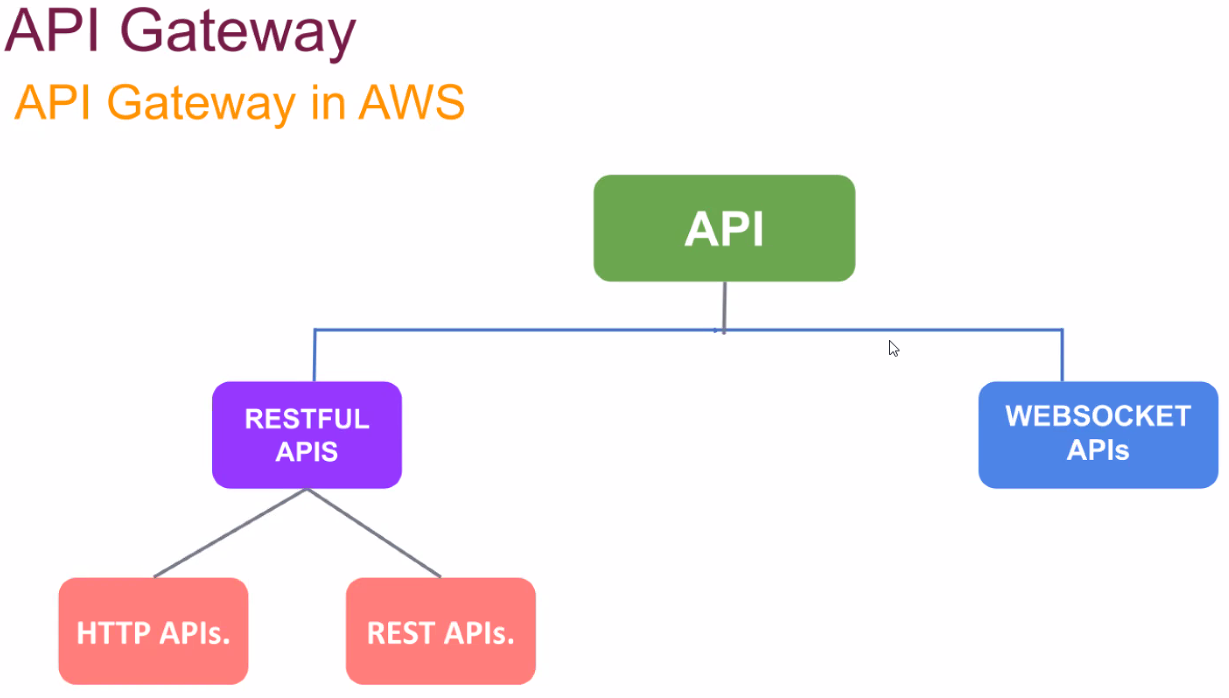 API Gateway
API Gateway in AWS
API
RESTFUL
APIS
WEBSOCKET
APIs
HTTP APIs.
REST APIs.